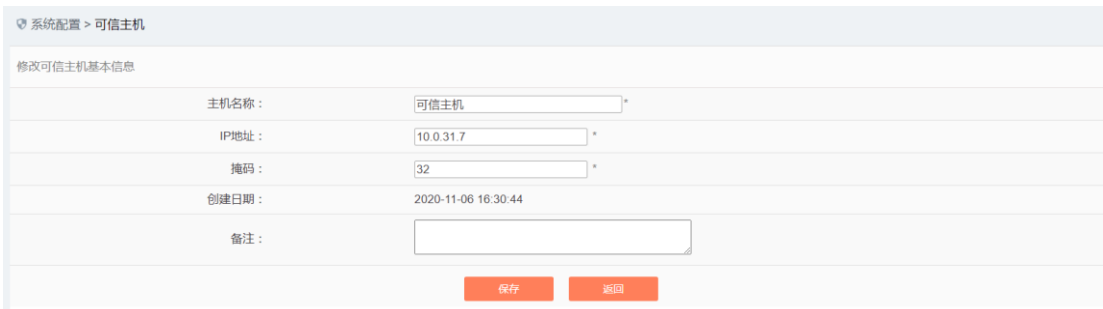 系统配置 > 可信主机
修改可信主机基本信息
主机名称： 可信主机 *
IP地址： 10.0.31.7 *
掩码： 32 *
创建日期： 2020-11-06 16:30:44
备注：
保存 返回